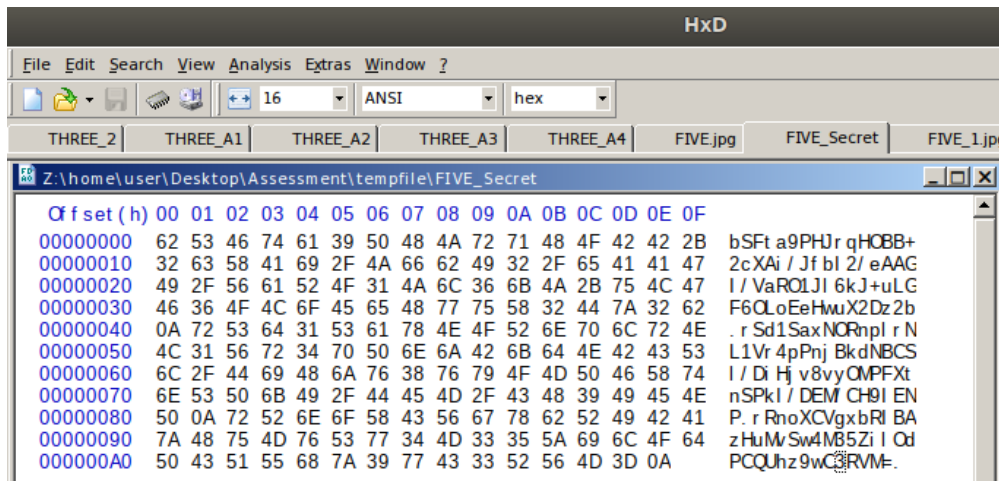 HxD
File Edit Search View Analysis Extras Window ?
16 ANSI hex
THREE_2 THREE_A1 THREE_A2 THREE_A3 THREE_A4 FIVE.jpg FIVE_Secret FIVE_1.jp
Z:\home\user\Desktop\Assessment\tempfile\FIVE_Secret
Offset(h) 00 01 02 03 04 05 06 07 08 09 0A 0B 0C 0D 0E 0F
00000000 62 53 46 74 61 39 50 48 4A 72 71 48 4F 42 42 2B bSFta9PHJrqHOBB+
00000010 32 63 58 41 69 2F 4A 66 62 49 32 2F 65 41 41 47 2cXAi/JfbI2/eAAG
00000020 49 2F 56 61 52 4F 31 4A 6C 36 6B 4A 2B 75 4C 47 I/VaRO1Jl6kJ+uLG
00000030 46 36 4F 4C 6F 45 65 48 77 75 58 32 44 7A 32 62 F6OLoEeHwuX2Dz2b
00000040 0A 72 53 64 31 53 61 78 4E 4F 52 6E 70 6C 72 4E .rSd1SaxNORnplrN
00000050 4C 31 56 72 34 70 50 6E 6A 42 6B 64 4E 42 43 53 L1Vr4pPnjBkdNBCS
00000060 6C 2F 44 69 48 6A 76 38 76 79 4F 4D 50 46 58 74 l/DiHjv8vyOMPFXt
00000070 6E 53 50 6B 49 2F 44 45 4D 2F 43 48 39 49 45 4E nSPkI/DEM/CH9IEN
00000080 50 0A 72 52 6E 6F 58 43 56 67 78 62 52 49 42 41 P.rRnoXCVgxbRIBA
00000090 7A 48 75 4D 76 53 77 34 4D 33 35 5A 69 6C 4F 64 zHuMvSw4M35ZilOd
000000A0 50 43 51 55 68 7A 39 77 43 33 52 56 4D 3D 0A PCQUhz9wC3RVM=.